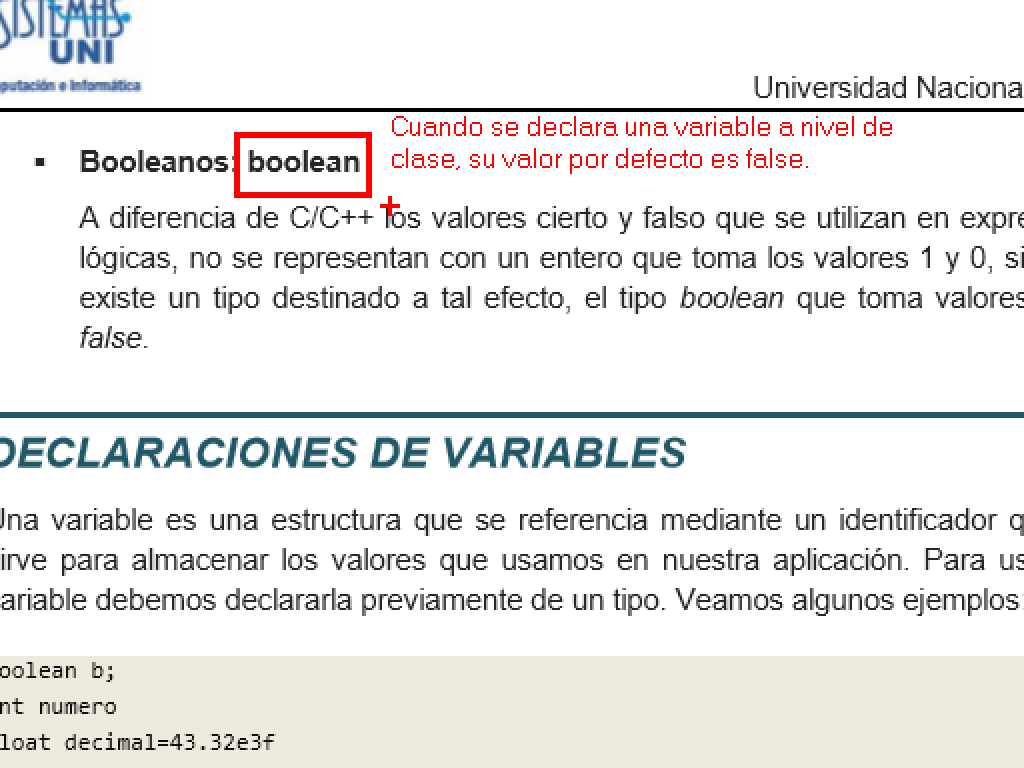 SISTEMAS
UNI
putación e Informática
Universidad Naciona
Cuando se declara una variable a nivel de
clase, su valor por defecto es false.
▪ Booleanos: boolean
A diferencia de C/C++ los valores cierto y falso que se utilizan en expre
lógicas, no se representan con un entero que toma los valores 1 y 0, si
existe un tipo destinado a tal efecto, el tipo boolean que toma valores
false.
DECLARACIONES DE VARIABLES
Una variable es una estructura que se referencia mediante un identificador q
irve para almacenar los valores que usamos en nuestra aplicación. Para us
ariable debemos declararla previamente de un tipo. Veamos algunos ejemplos:
oolean b;
nt numero
loat decimal=43.32e3f